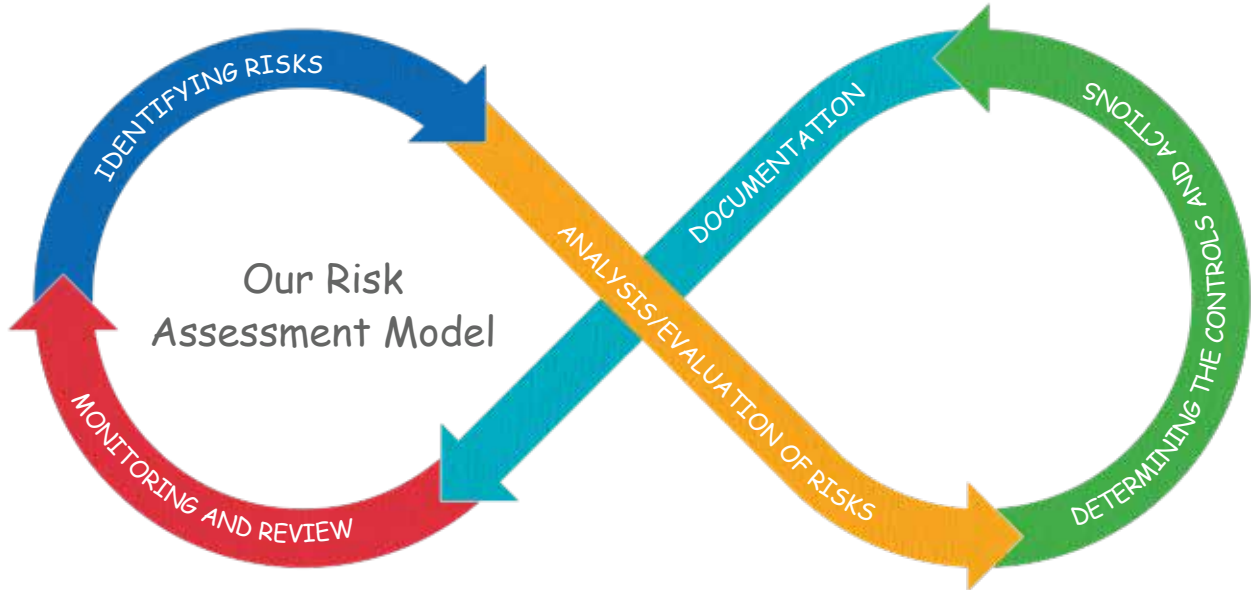 IDENTIFYING RISKS
ANALYSIS/EVALUATION OF RISKS
DETERMINING THE CONTROLS AND ACTIONS
DOCUMENTATION
MONITORING AND REVIEW
Our Risk
Assessment Model